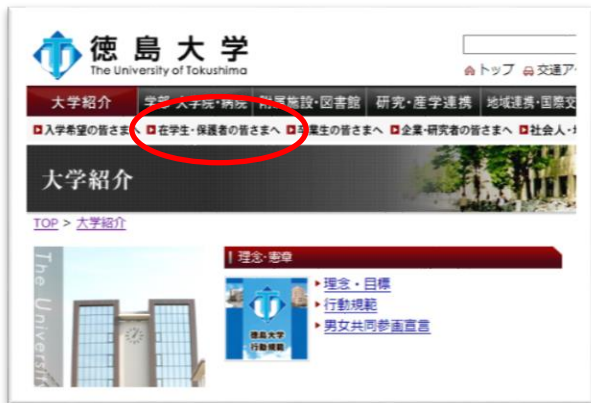 徳島大学
The University of Tokushima
トップ 交通ア
大学紹介 学部・大学院・病院 附属施設・図書館 研究・産学連携 地域連携・国際交
入学希望の皆さまへ 在学生・保護者の皆さまへ 卒業生の皆さまへ 企業・研究者の皆さまへ 社会人・
大学紹介
TOP > 大学紹介
The Universit
理念・憲章
理念・目標
行動規範
男女共同参画宣言
徳島大学
行動規範